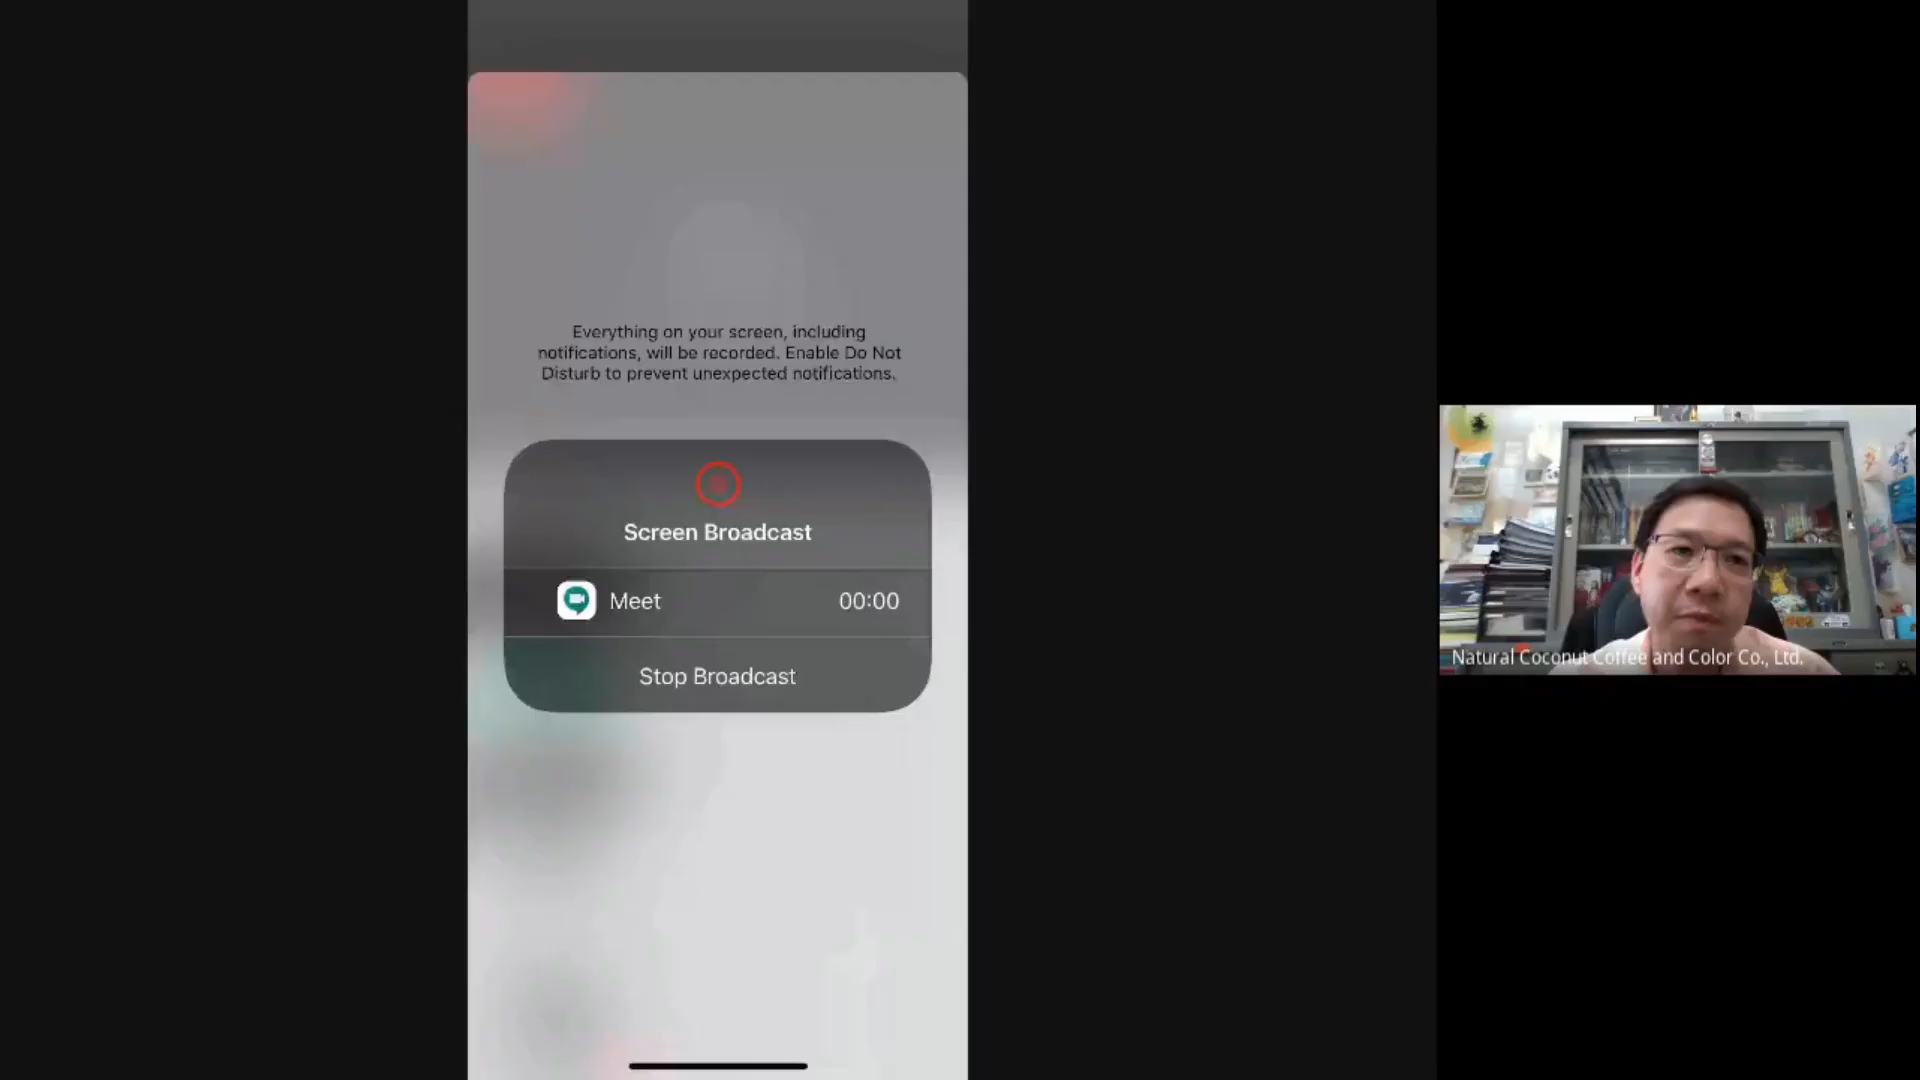 Everything on your screen, including
notifications, will be recorded. Enable Do Not
Disturb to prevent unexpected notifications.
Screen Broadcast
Meet 00:00
Stop Broadcast
Natural Coconut Coffee and Color Co., Ltd.